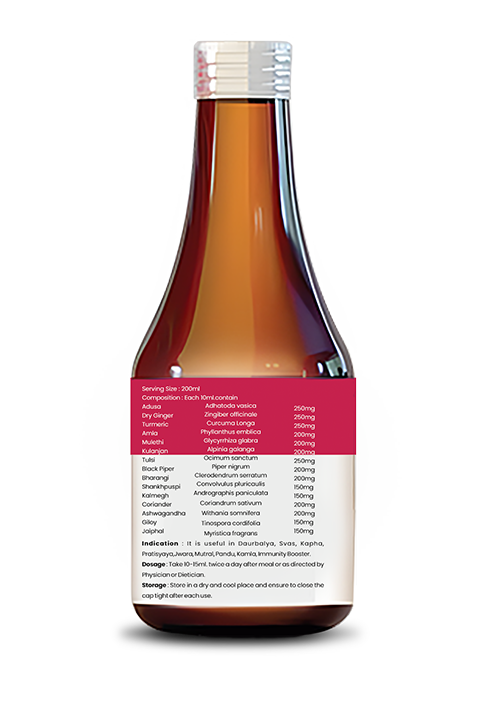 Serving Size : 200ml
Composition : Each 10ml.contain
Adusa Adhatoda vasica 250mg
Dry Ginger Zingiber officinale 250mg
Turmeric Curcuma Longa 250mg
Amla Phyllanthus emblica 200mg
Mulethi Glycyrrhiza glabra 200mg
Kulanjan Alpinia galanga 200mg
Tulsi Ocimum sanctum 250mg
Black Piper Piper nigrum 200mg
Bharangi Clerodendrum serratum 200mg
Shankhpuspi Convolvulus pluricaulis 150mg
Kalmegh Andrographis paniculata 150mg
Coriander Coriandrum sativum 200mg
Ashwagandha Withania somnifera 200mg
Giloy Tinospora cordifolia 150mg
Jaiphal Myristica fragrans 150mg
Indication : It is useful in Daurbalya, Svas, Kapha,
Pratisyaya,Jwara, Mutral, Pandu, Kamla, Immunity Booster.
Dosage : Take 10-15ml. twice a day after meal or as directed by
Physician or Dietician.
Storage : Store in a dry and cool place and ensure to close the
cap tight after each use.